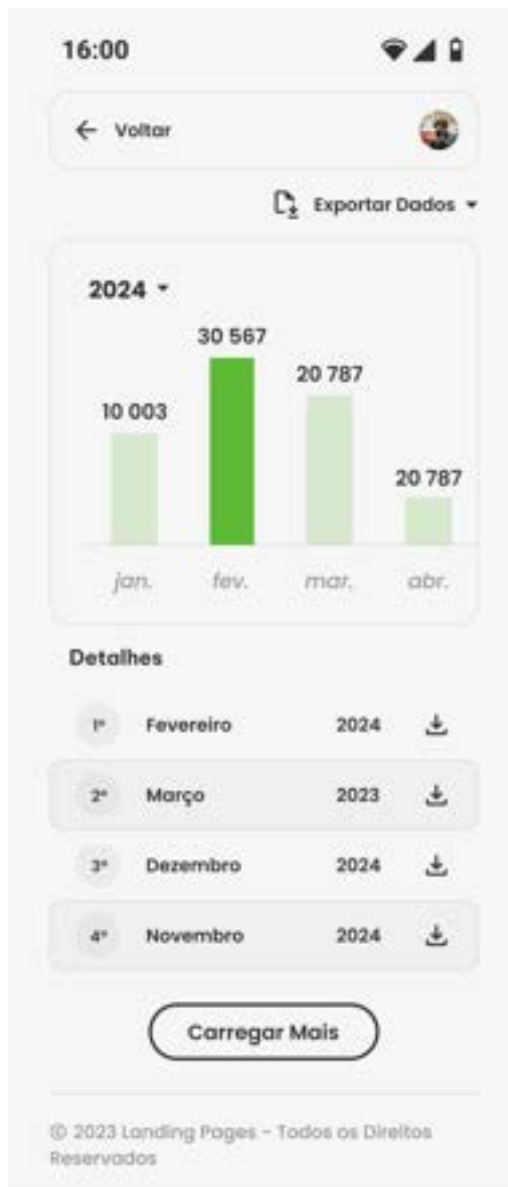 16:00
Voltar
Exportar Dados
2024
30 567
20 787
10 003
20 787
jan. fev. mar. abr.
Detalhes
1º Fevereiro 2024
2º Março 2023
3º Dezembro 2024
4º Novembro 2024
Carregar Mais
© 2023 Landing Pages - Todos os Direitos
Reservados